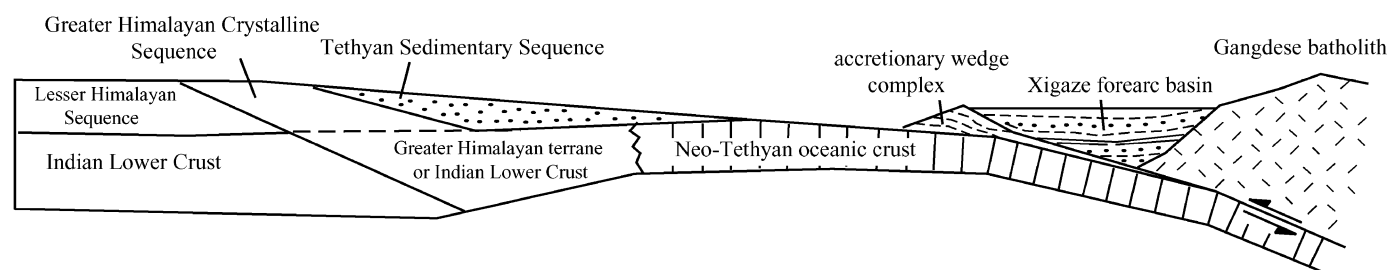 Greater Himalayan Crystalline
Sequence
Tethyan Sedimentary Sequence
accretionary wedge
complex
Gangdese batholith
Xigaze forearc basin
Lesser Himalayan
Sequence
Indian Lower Crust
Greater Himalayan terrane
or Indian Lower Crust
Neo-Tethyan oceanic crust